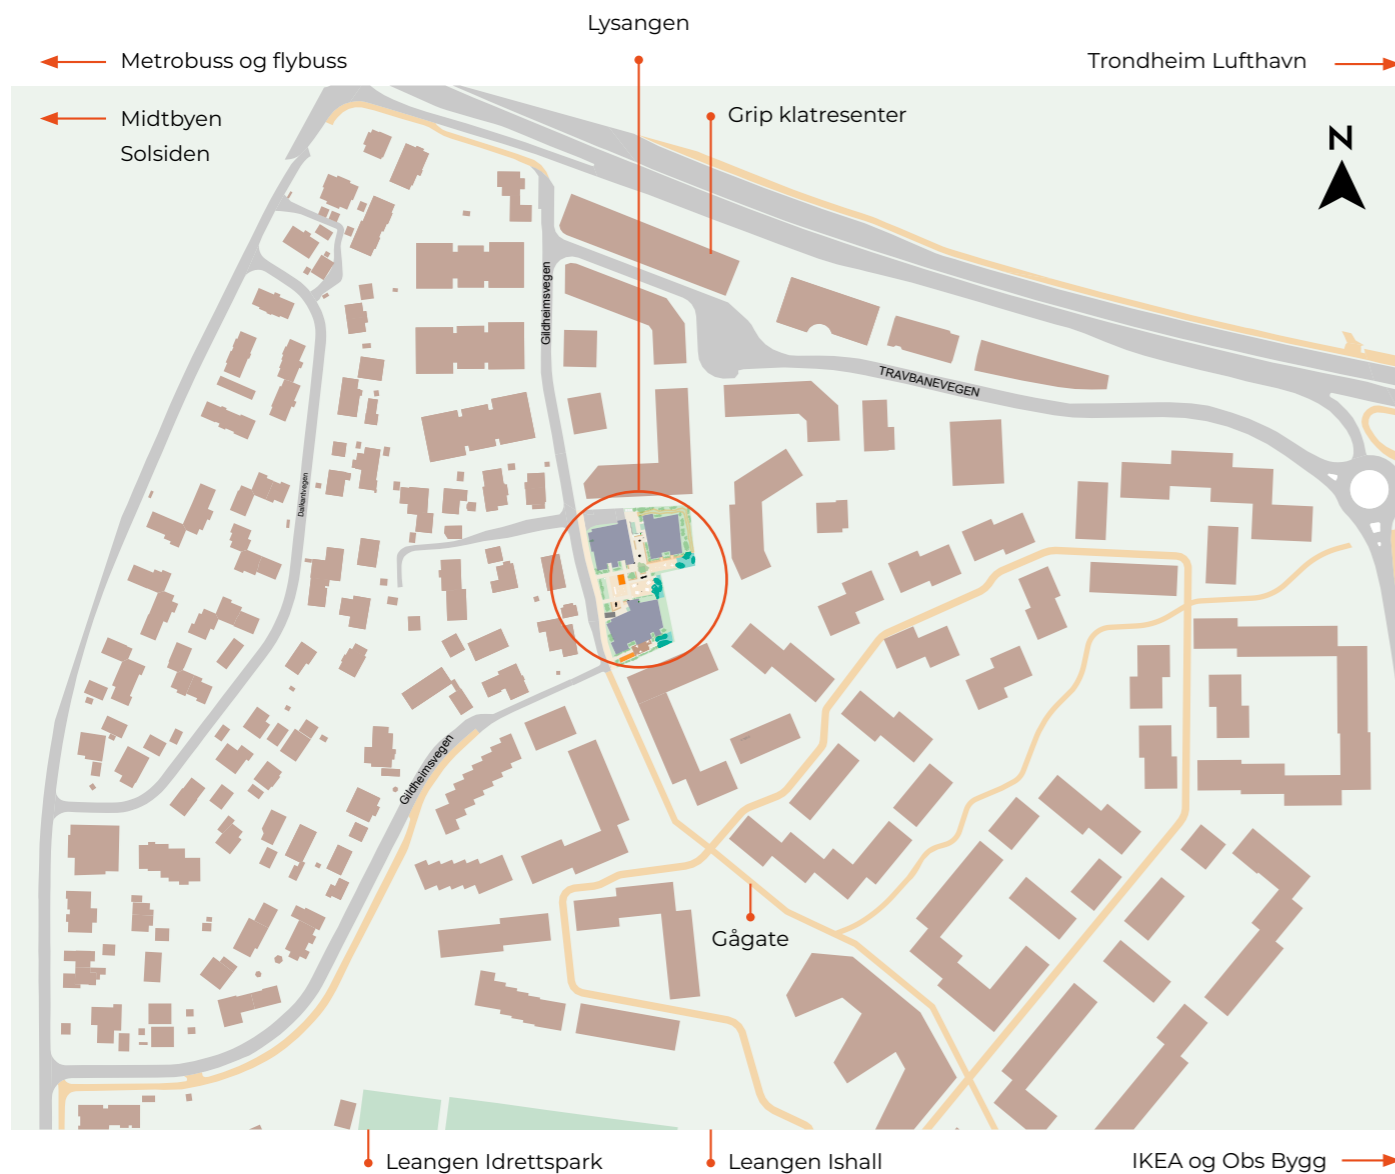 Lysangen
Metrobuss og flybuss
Trondheim Lufthavn
Midtbyen
Solsiden
Grip klatresenter
N
Gildheimsvegen
TRAVBANEVEGEN
Dalkantvegen
Gildheimsvegen
Gågate
Leangen Idrettspark
Leangen Ishall
IKEA og Obs Bygg